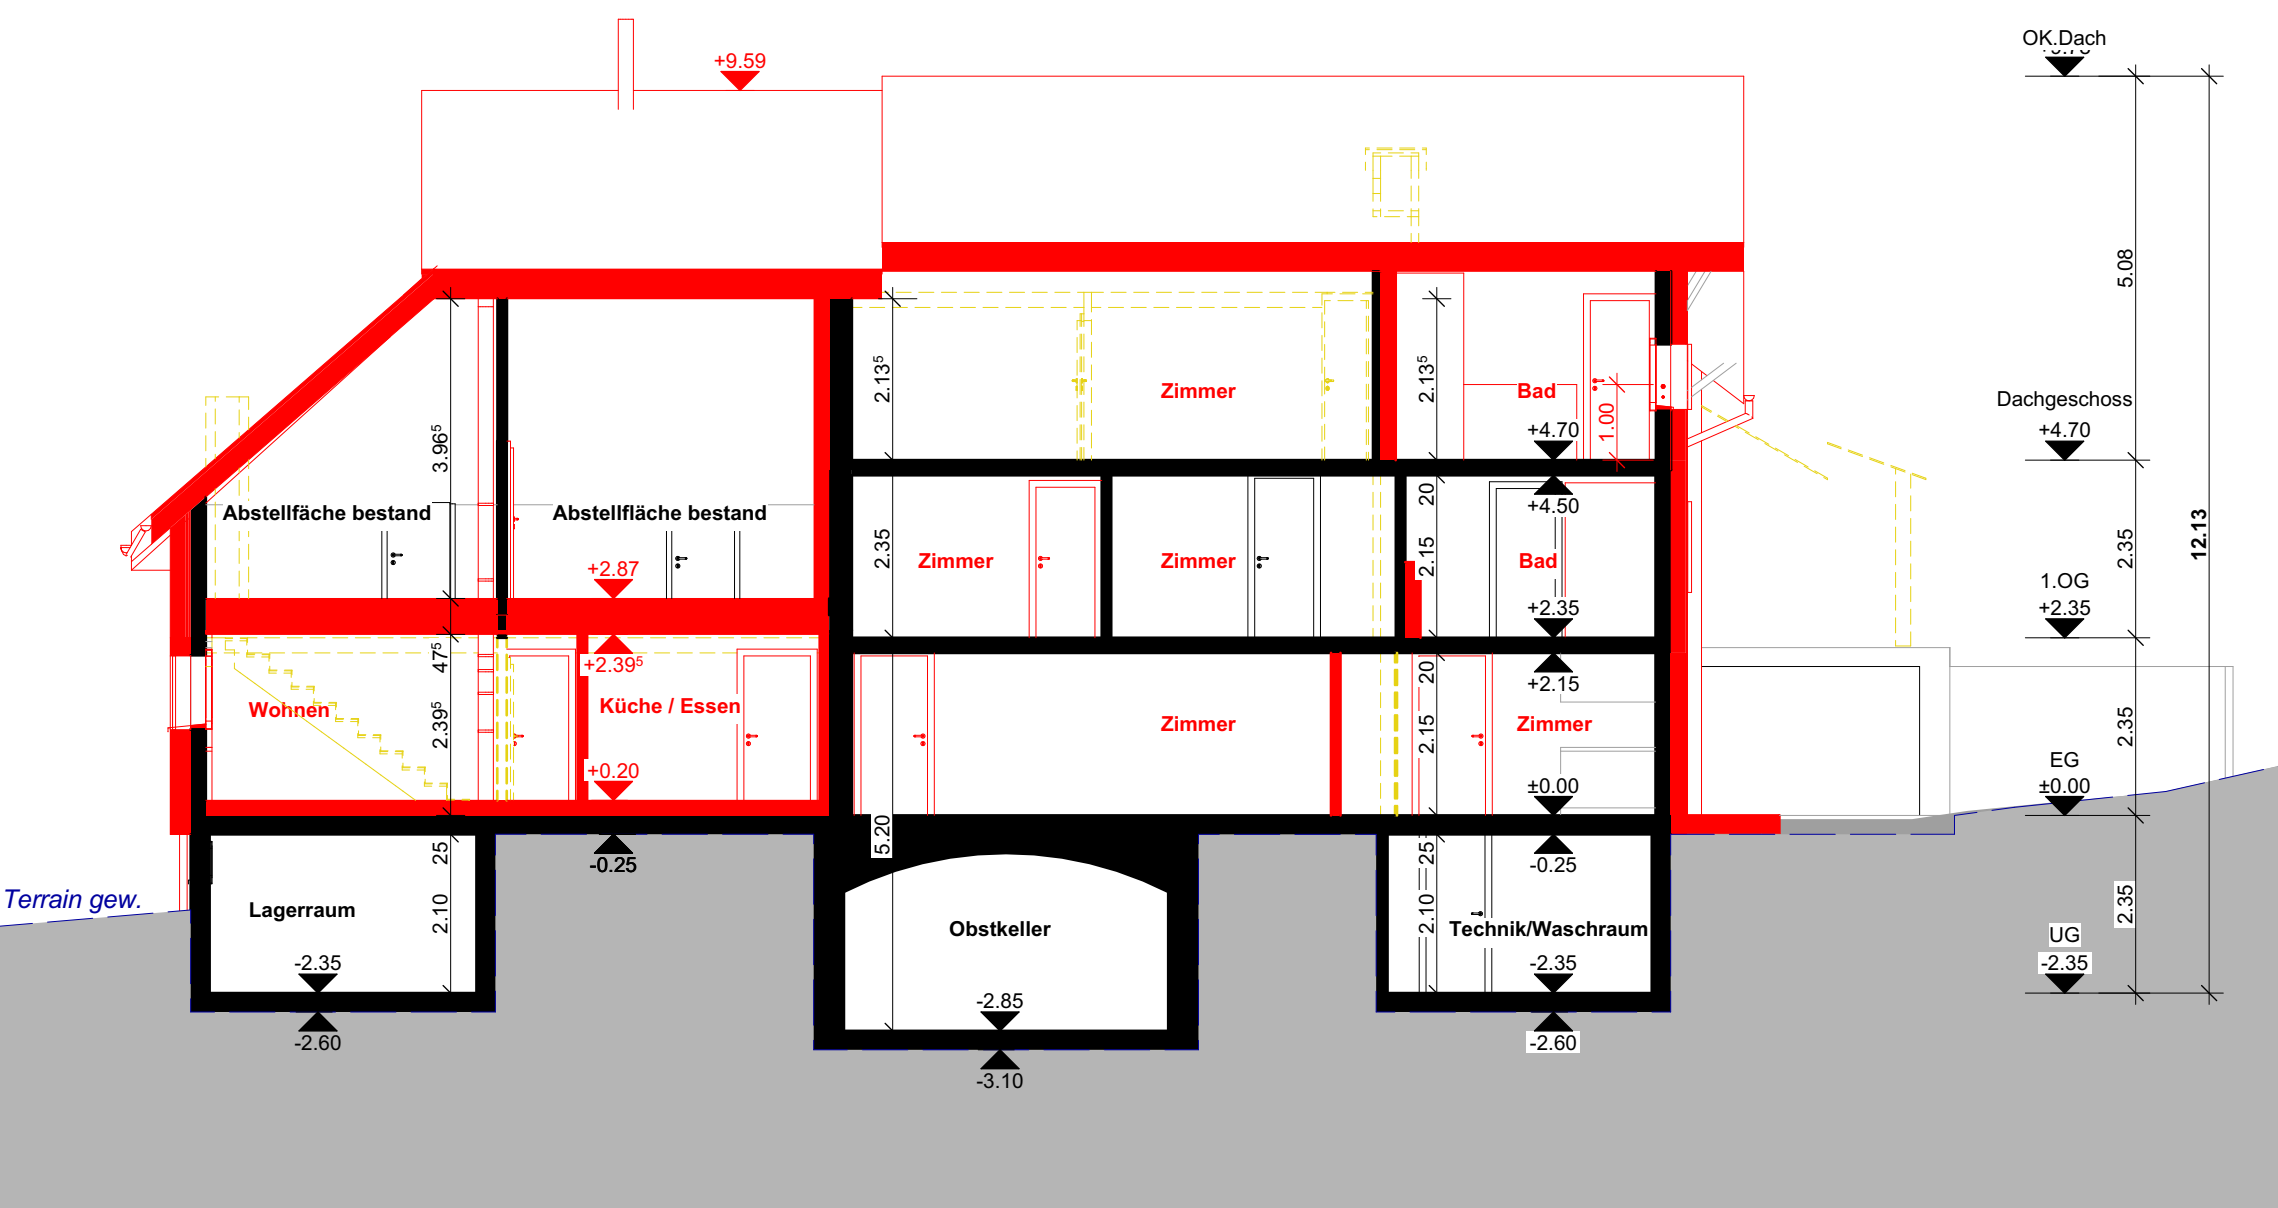 OK.Dach
+9.59
5.08
2.13⁵
2.13⁵
Zimmer
Bad
1.00
Dachgeschoss
+4.70
+4.70
3.96⁵
20
+4.50
12.13
Abstellfäche bestand
Abstellfläche bestand
2.35
2.15
2.35
Zimmer
Zimmer
Bad
+2.87
1.OG
+2.35
+2.35
47⁵
+2.39⁵
20
+2.15
Wohnen
Küche / Essen
2.39⁵
Zimmer
2.15
Zimmer
2.35
+0.20
±0.00
EG
±0.00
5.20
25
-0.25
25
-0.25
Terrain gew.
Lagerraum
2.10
Obstkeller
2.10
Technik/Waschraum
2.35
UG
-2.35
-2.35
-2.35
-2.85
-2.60
-2.60
-3.10